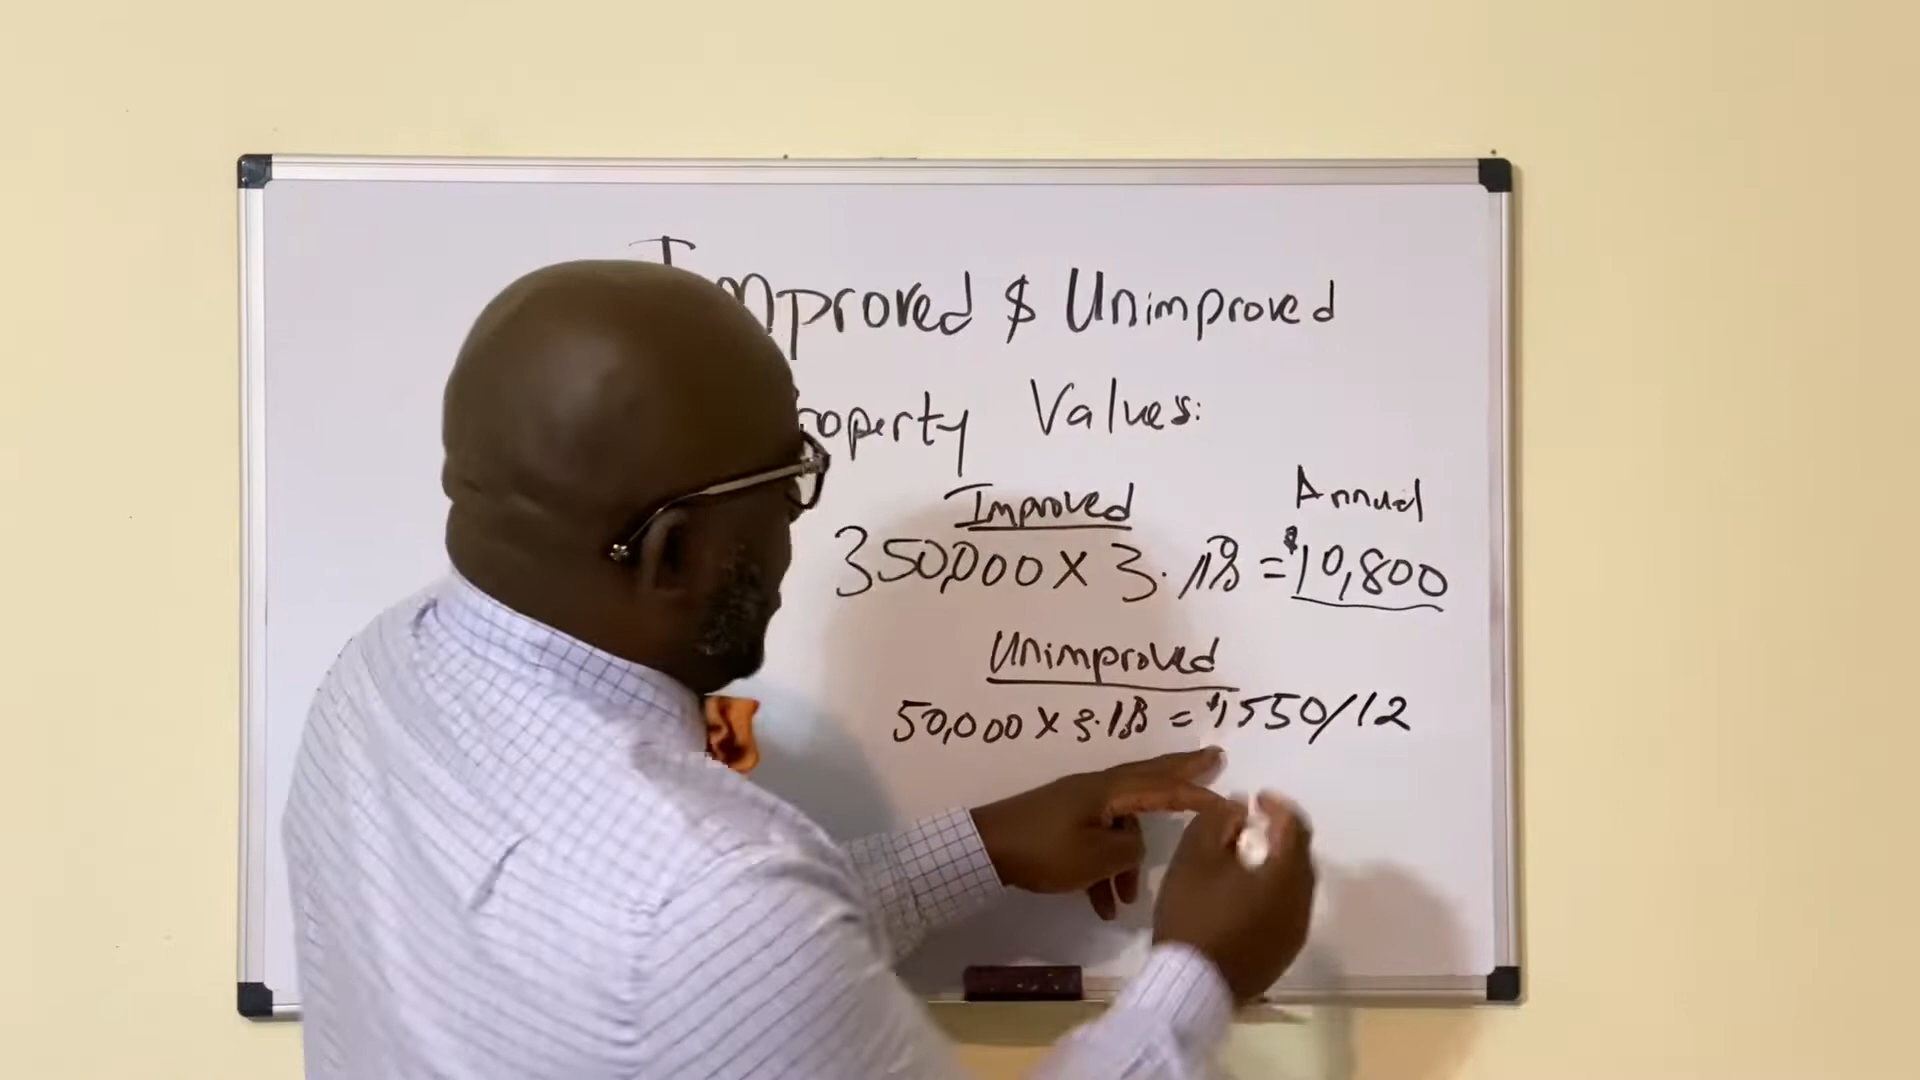 Improved $ Unimproved
Property Values:
Improved
Annual
350,000 x 3.18 = $10,800
Unimproved
50,000 x 3.18 = $1550/12